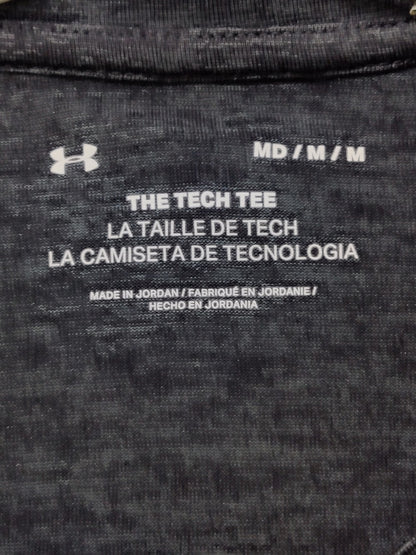 MD / M / M
THE TECH TEE
LA TAILLE DE TECH
LA CAMISETA DE TECNOLOGIA
MADE IN JORDAN / FABRIQUÉ EN JORDANIE /
HECHO EN JORDANIA